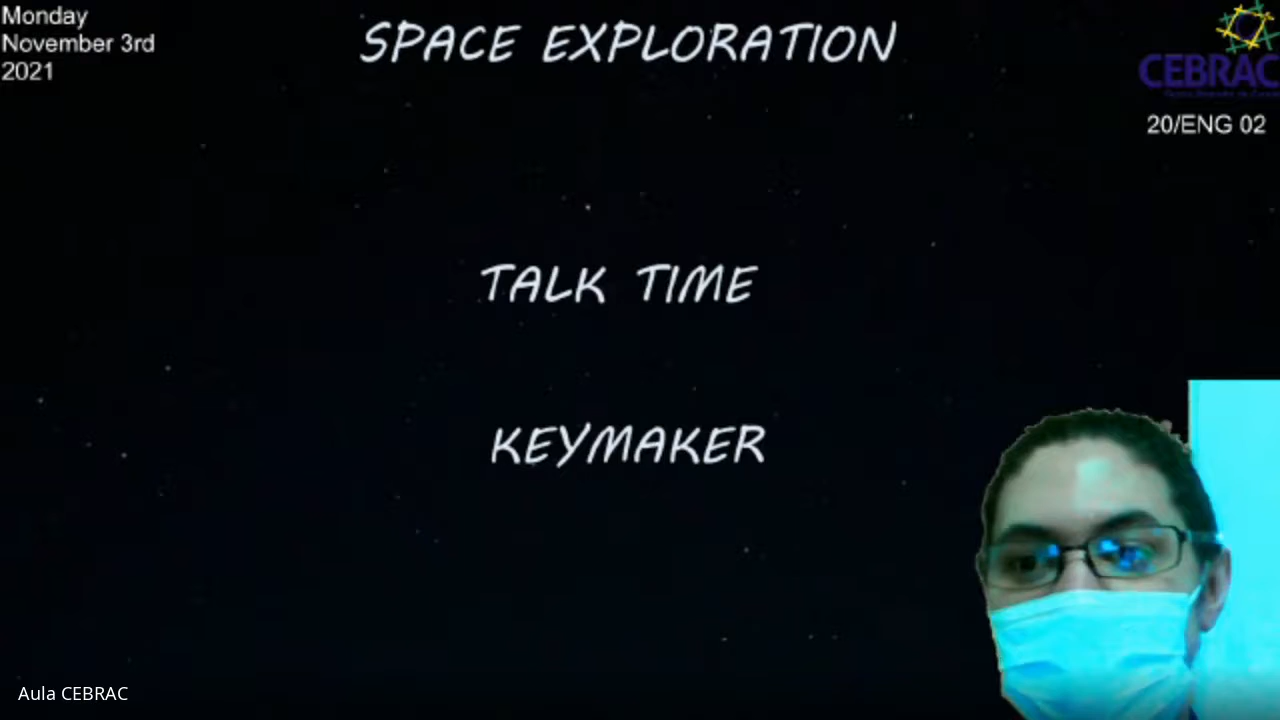 Monday
November 3rd
2021
SPACE EXPLORATION
CEBRAC
20/ENG 02
TALK TIME
KEYMAKER
Aula CEBRAC